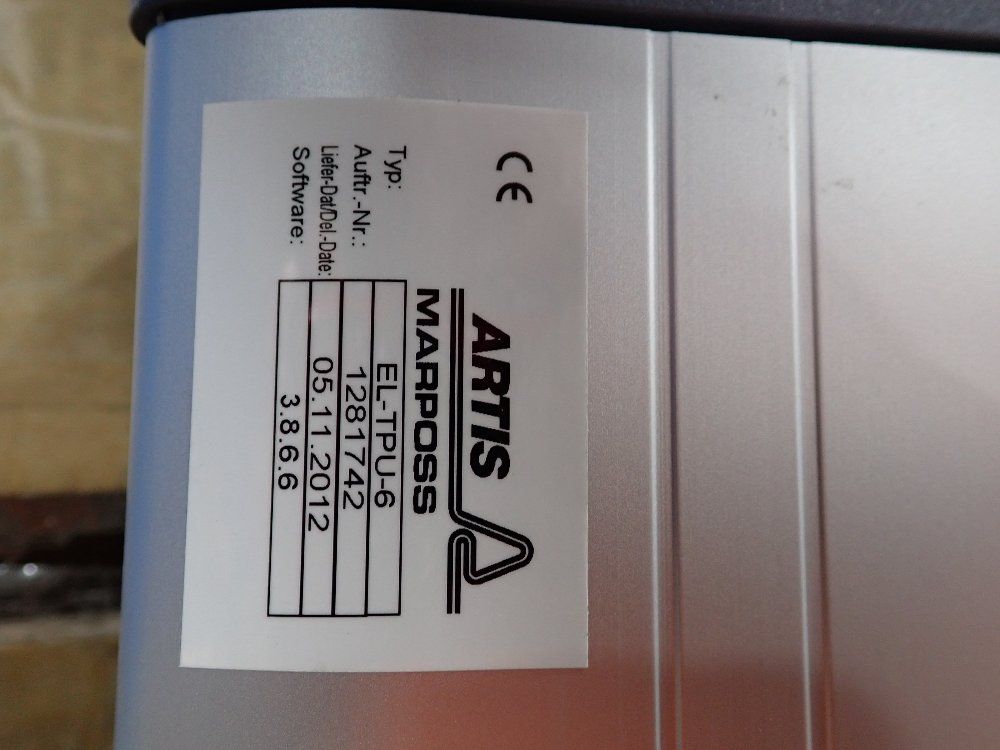 CE
ARTIS
MARPOSS
Typ: EL-TPU-6
Auftr.-Nr.: 1281742
Liefer-Dat/Del.-Date: 05.11.2012
Software: 3.8.6.6